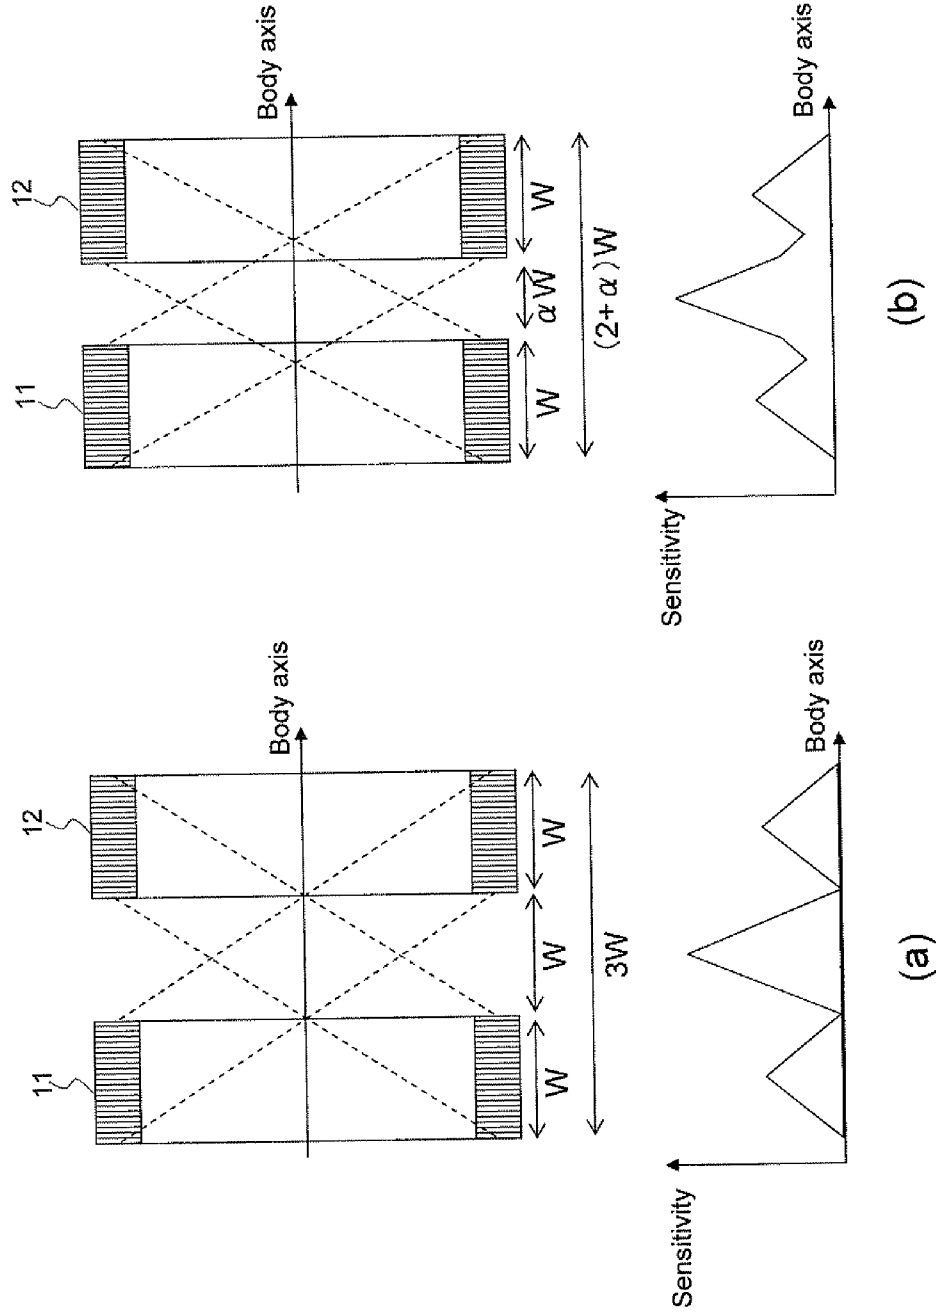 11
12
Body axis
W
W
W
3W
Sensitivity
Body axis
(a)
11
12
Body axis
W
αW
W
(2+α)W
Sensitivity
Body axis
(b)